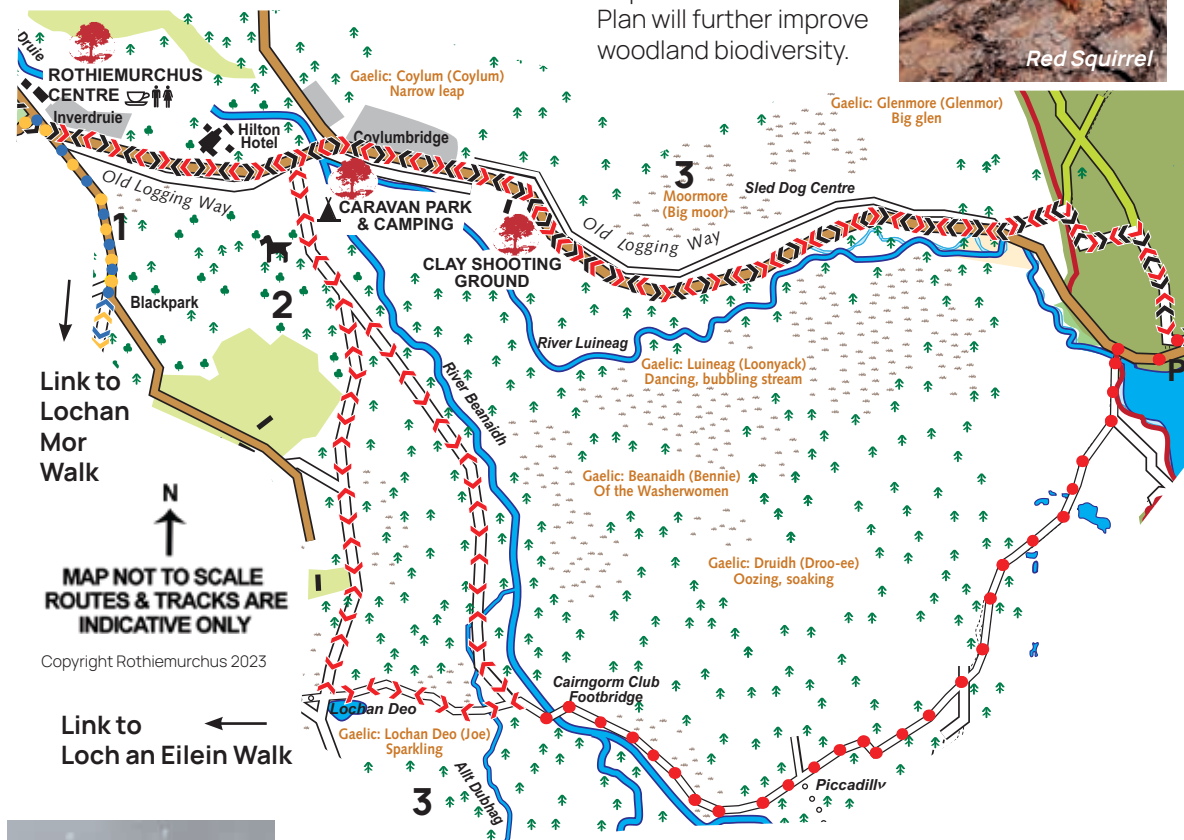 Plan will further improve
woodland biodiversity.
Red Squirrel
Druie
ROTHIEMURCHUS
CENTRE
Inverdruie
Hilton
Hotel
Gaelic: Coylum (Coylum)
Narrow leap
Coylumbridge
Old Logging Way
CARAVAN PARK
& CAMPING
CLAY SHOOTING
GROUND
Gaelic: Glenmore (Glenmor)
Big glen
3
Moormore
(Big moor)
Sled Dog Centre
Old Logging Way
1
Blackpark
2
Link to
Lochan
Mor
Walk
River Luineag
Gaelic: Luineag (Loonyack)
Dancing, bubbling stream
River Beanaidh
Gaelic: Beanaidh (Bennie)
Of the Washerwomen
Gaelic: Druidh (Droo-ee)
Oozing, soaking
P
N
MAP NOT TO SCALE
ROUTES & TRACKS ARE
INDICATIVE ONLY
Copyright Rothiemurchus 2023
Link to
Loch an Eilein Walk
Lochan Deo
Gaelic: Lochan Deo (Joe)
Sparkling
Cairngorm Club
Footbridge
Allt Dubhag
3
Piccadilly